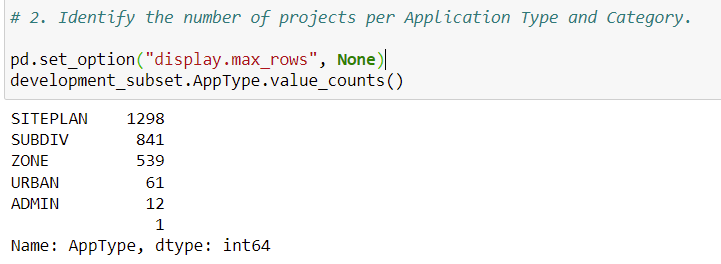 # 2. Identify the number of projects per Application Type and Category.
pd.set_option("display.max_rows", None)
development_subset.AppType.value_counts()
SITEPLAN    1298
SUBDIV       841
ZONE         539
URBAN         61
ADMIN         12
               1
Name: AppType, dtype: int64